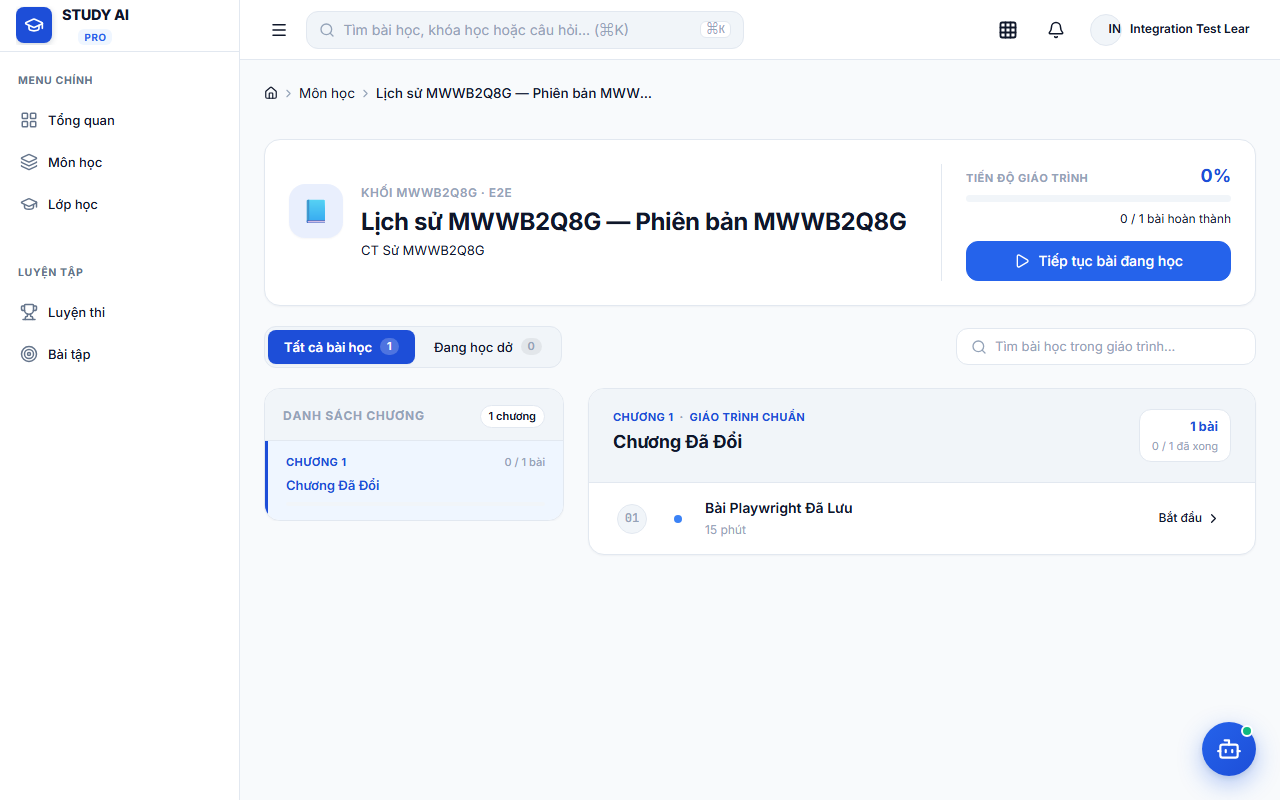 STUDY AI
PRO
MENU CHÍNH
Tổng quan
Môn học
Lớp học
LUYỆN TẬP
Luyện thi
Bài tập
Tìm bài học, khóa học hoặc câu hỏi... (⌘K)
⌘K
IN
Integration Test Lear
Môn học
Lịch sử MWWB2Q8G — Phiên bản MWW...
KHỐI MWWB2Q8G · E2E
Lịch sử MWWB2Q8G — Phiên bản MWWB2Q8G
CT Sử MWWB2Q8G
TIẾN ĐỘ GIÁO TRÌNH
0%
0 / 1 bài hoàn thành
Tiếp tục bài đang học
Tất cả bài học 1
Đang học dở 0
Tìm bài học trong giáo trình...
DANH SÁCH CHƯƠNG
1 chương
CHƯƠNG 1
0 / 1 bài
Chương Đã Đổi
CHƯƠNG 1 · GIÁO TRÌNH CHUẨN
Chương Đã Đổi
1 bài
0 / 1 đã xong
01
Bài Playwright Đã Lưu
15 phút
Bắt đầu